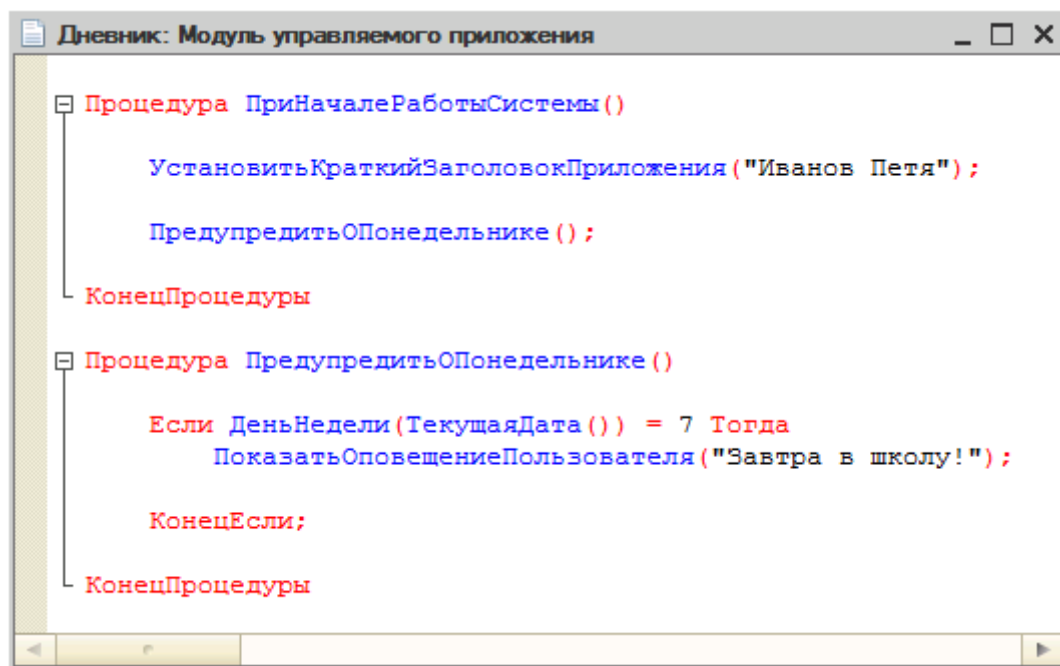 Дневник: Модуль управляемого приложения
Процедура ПриНачалеРаботыСистемы()
УстановитьКраткийЗаголовокПриложения("Иванов Петя");
ПредупредитьОПонедельнике();
КонецПроцедуры
Процедура ПредупредитьОПонедельнике()
Если ДеньНедели(ТекущаяДата()) = 7 Тогда
ПоказатьОповещениеПользователя("Завтра в школу!");
КонецЕсли;
КонецПроцедуры